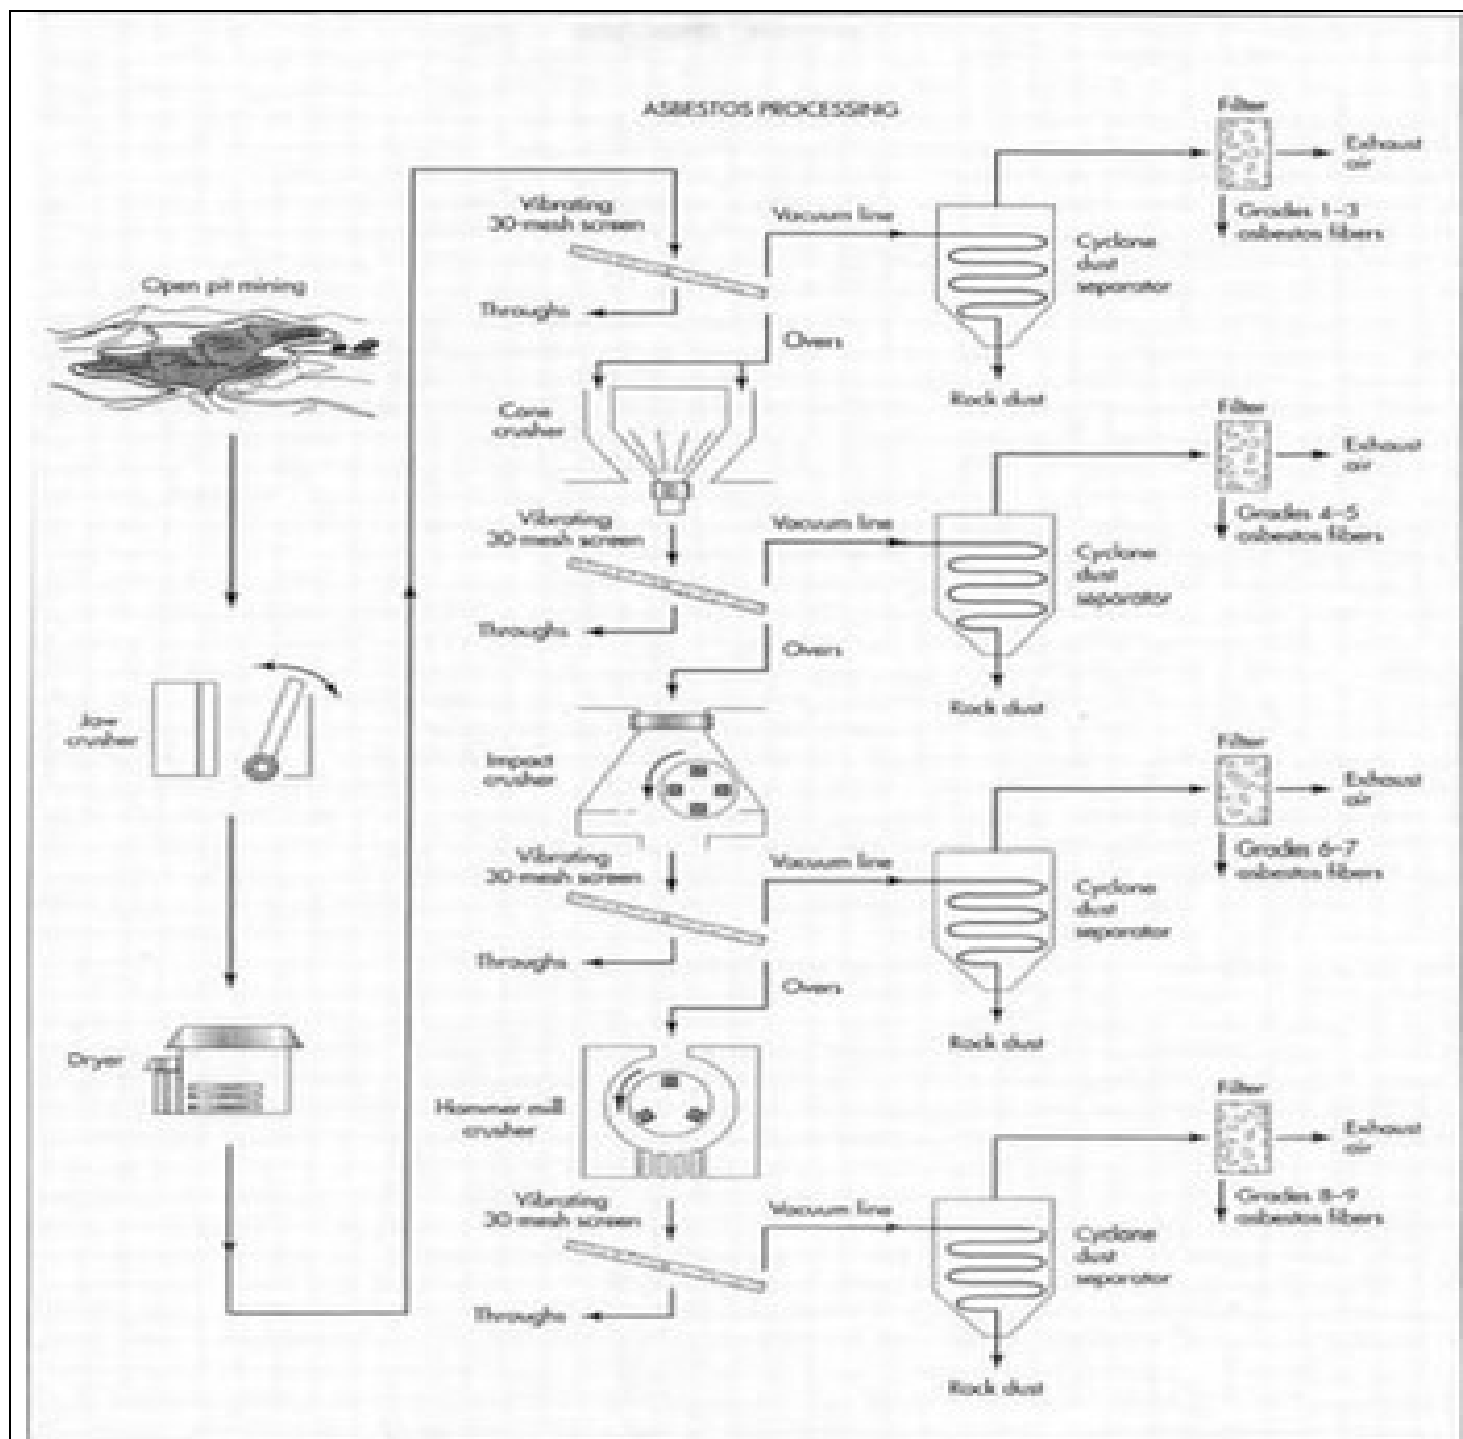 ASBESTOS PROCESSING
Open pit mining
Jaw
crusher
Dryer
Vibrating
30-mesh screen
Throughs
Vacuum line
Overs
Cyclone
dust
separator
Rock dust
Filter
Exhaust
air
Grades 1-3
asbestos fibers
Cone
crusher
Vibrating
30 mesh screen
Throughs
Vacuum line
Overs
Cyclone
dust
separator
Rock dust
Filter
Exhaust
air
Grades 4-5
asbestos fibers
Impact
crusher
Vibrating
30-mesh screen
Throughs
Vacuum line
Overs
Cyclone
dust
separator
Rock dust
Filter
Exhaust
air
Grades 6-7
asbestos fibers
Hammer mill
crusher
Vibrating
30 mesh screen
Throughs
Vacuum line
Cyclone
dust
separator
Rock dust
Filter
Exhaust
air
Grades 8-9
asbestos fibers